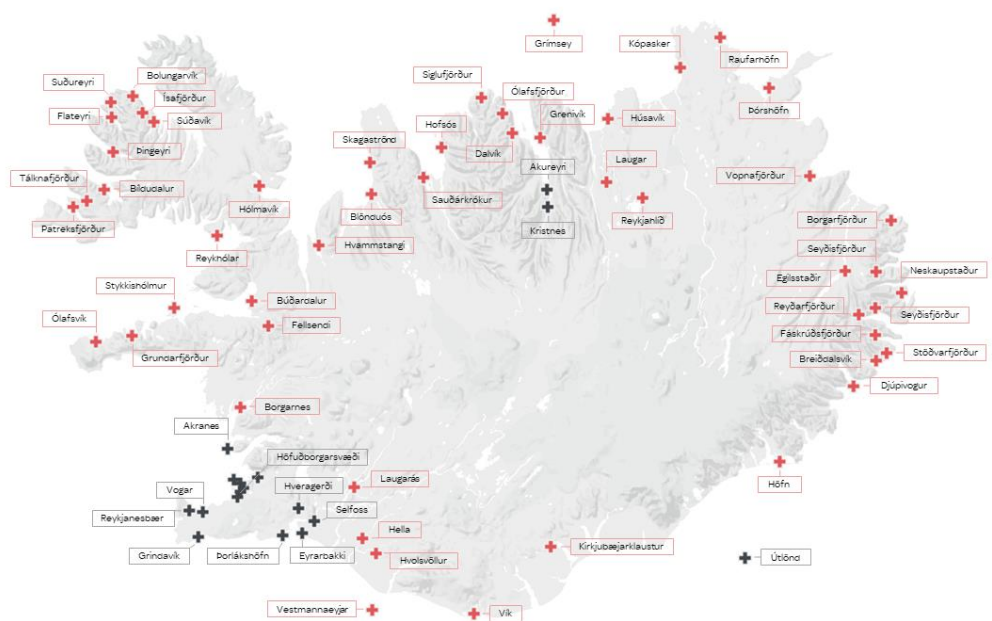 Grímsey
Kópasker
Raufarhöfn
Suðureyri
Bolungarvík
Siglufjörður
Ólafsfjörður
Þórshöfn
Ísafjörður
Flateyri
Súðavík
Hofsós
Grenivík
Húsavík
Þingeyri
Skagaströnd
Dalvík
Akureyri
Laugar
Tálknafjörður
Bíldudalur
Vopnafjörður
Hólmavík
Sauðárkrókur
Reykjahlíð
Patreksfjörður
Blönduós
Kristnes
Borgarfjörður
Hvammstangi
Reykhólar
Seyðisfjörður
Neskaupstaður
Egilsstaðir
Stykkishólmur
Búðardalur
Reyðarfjörður
Seyðisfjörður
Ólafsvík
Fellsendi
Fáskrúðsfjörður
Grundarfjörður
Breiðdalsvík
Stöðvarfjörður
Djúpivogur
Borgarnes
Akranes
Höfuðborgarsvæði
Laugarás
Höfn
Vogar
Hveragerði
Reykjanesbær
Selfoss
Hella
Grindavík
Þorlákshöfn
Eyrarbakki
Hvolsvöllur
Kirkjubæjarklaustur
Útlönd
Vestmannaeyjar
Vík